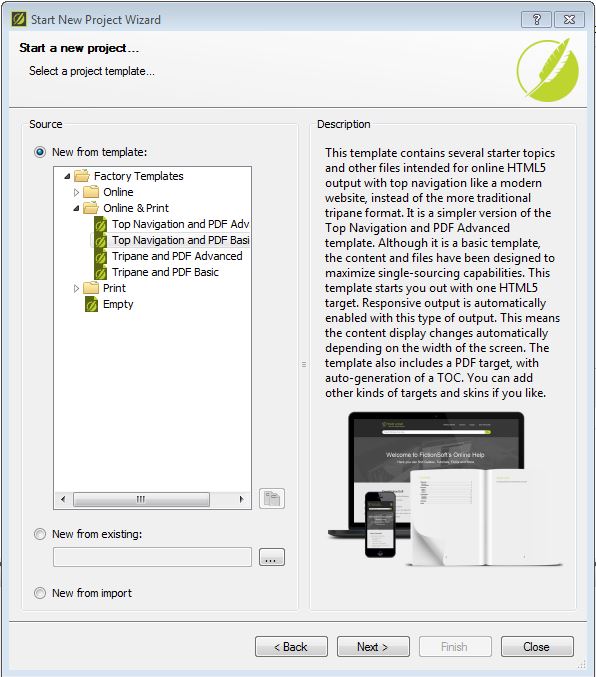 Start New Project Wizard
Start a new project...
Select a project template...
Source
New from template:
Factory Templates
Online
Online & Print
Top Navigation and PDF Adv
Top Navigation and PDF Basi
Tripane and PDF Advanced
Tripane and PDF Basic
Print
Empty
New from existing:
...
New from import
Description
This template contains several starter topics
and other files intended for online HTML5
output with top navigation like a modern
website, instead of the more traditional
tripane format. It is a simpler version of the
Top Navigation and PDF Advanced
template. Although it is a basic template,
the content and files have been designed to
maximize single-sourcing capabilities. This
template starts you out with one HTML5
target. Responsive output is automatically
enabled with this type of output. This means
the content display changes automatically
depending on the width of the screen. The
template also includes a PDF target, with
auto-generation of a TOC. You can add
other kinds of targets and skins if you like.
Welcome to FictionSoft's Online Help
< Back
Next >
Finish
Close